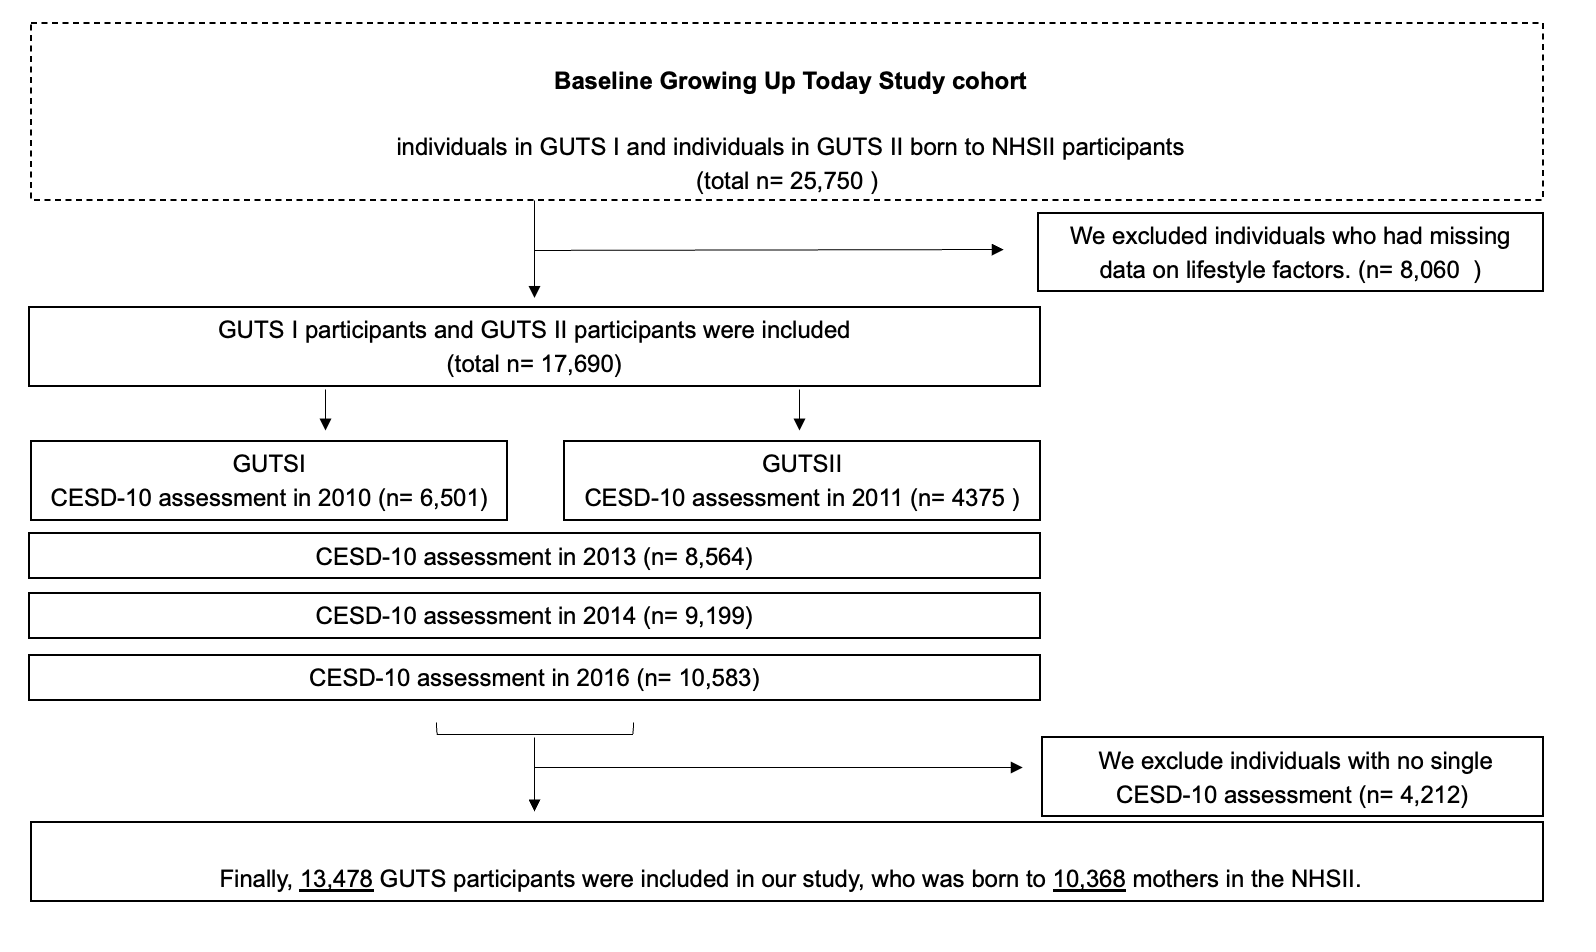 Baseline Growing Up Today Study cohort
individuals in GUTS I and individuals in GUTS II born to NHSII participants
(total n= 25,750 )
We excluded individuals who had missing
data on lifestyle factors. (n= 8,060  )
GUTS I participants and GUTS II participants were included
(total n= 17,690)
GUTSI
CESD-10 assessment in 2010 (n= 6,501)
GUTSII
CESD-10 assessment in 2011 (n= 4375 )
CESD-10 assessment in 2013 (n= 8,564)
CESD-10 assessment in 2014 (n= 9,199)
CESD-10 assessment in 2016 (n= 10,583)
We exclude individuals with no single
CESD-10 assessment (n= 4,212)
Finally, 13,478 GUTS participants were included in our study, who was born to 10,368 mothers in the NHSII.